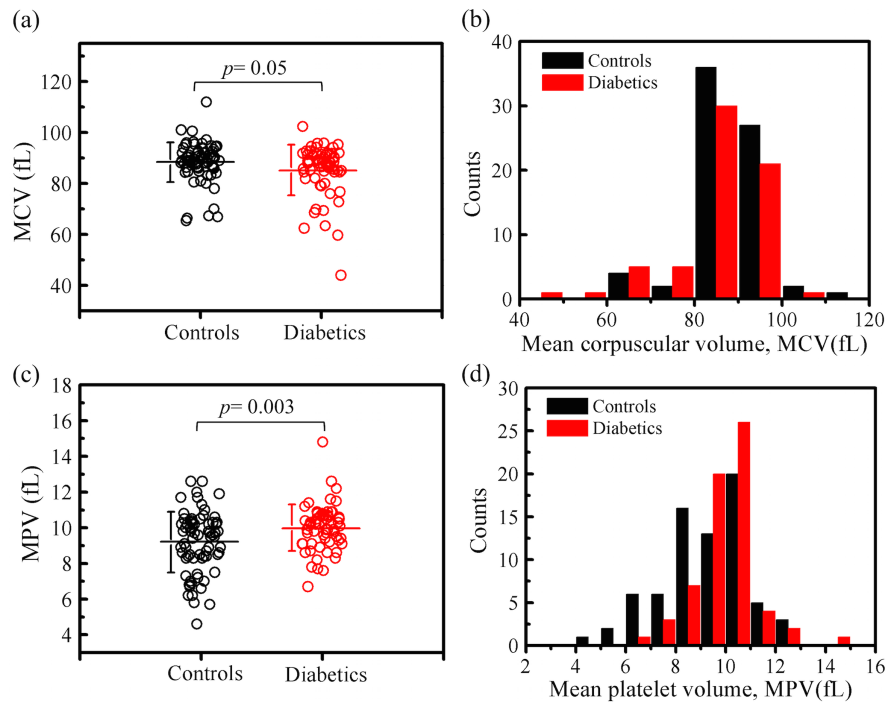 (a)
120
100
80
60
40
MCV (fL)
p= 0.05
Controls
Diabetics
(b)
40
30
20
10
0
Counts
Controls
Diabetics
40
60
80
100
120
Mean corpuscular volume, MCV(fL)
(c)
18
16
14
12
10
8
6
4
MPV (fL)
p= 0.003
Controls
Diabetics
(d)
30
25
20
15
10
5
0
Counts
Controls
Diabetics
2
4
6
8
10
12
14
16
Mean platelet volume, MPV(fL)